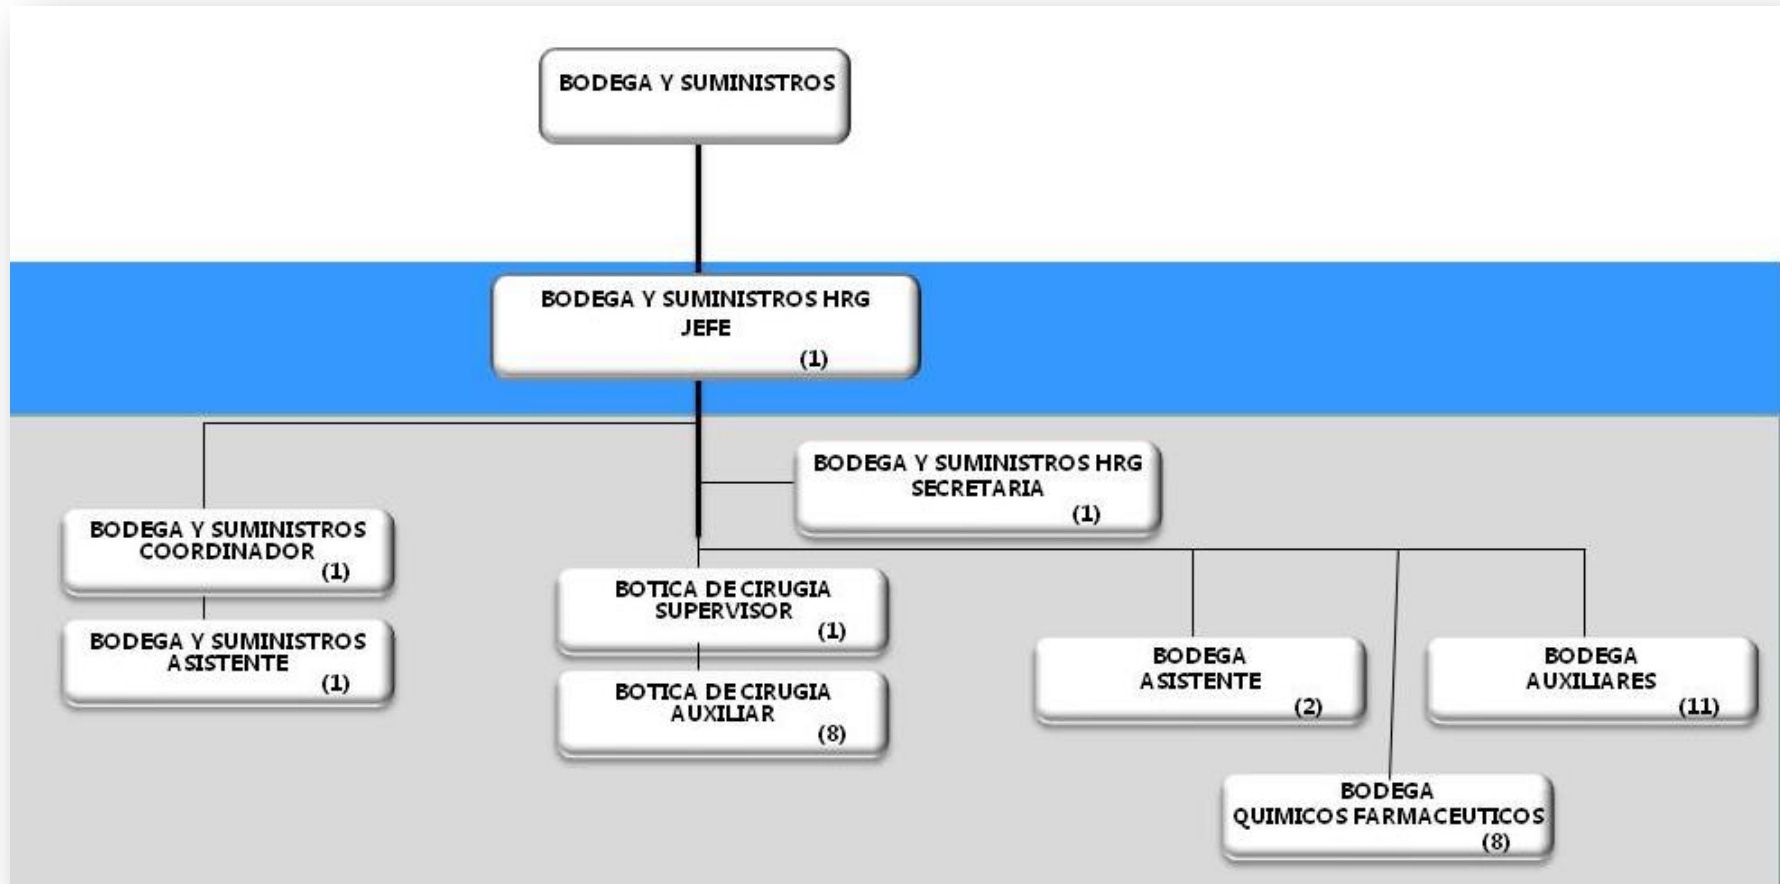 BODEGA Y SUMINISTROS
BODEGA Y SUMINISTROS HRG
JEFE
(1)
BODEGA Y SUMINISTROS HRG
SECRETARIA
(1)
BODEGA Y SUMINISTROS
COORDINADOR
(1)
BODEGA Y SUMINISTROS
ASISTENTE
(1)
BOTICA DE CIRUGIA
SUPERVISOR
(1)
BOTICA DE CIRUGIA
AUXILIAR
(8)
BODEGA
ASISTENTE
(2)
BODEGA
AUXILIARES
(11)
BODEGA
QUIMICOS FARMACEUTICOS
(8)